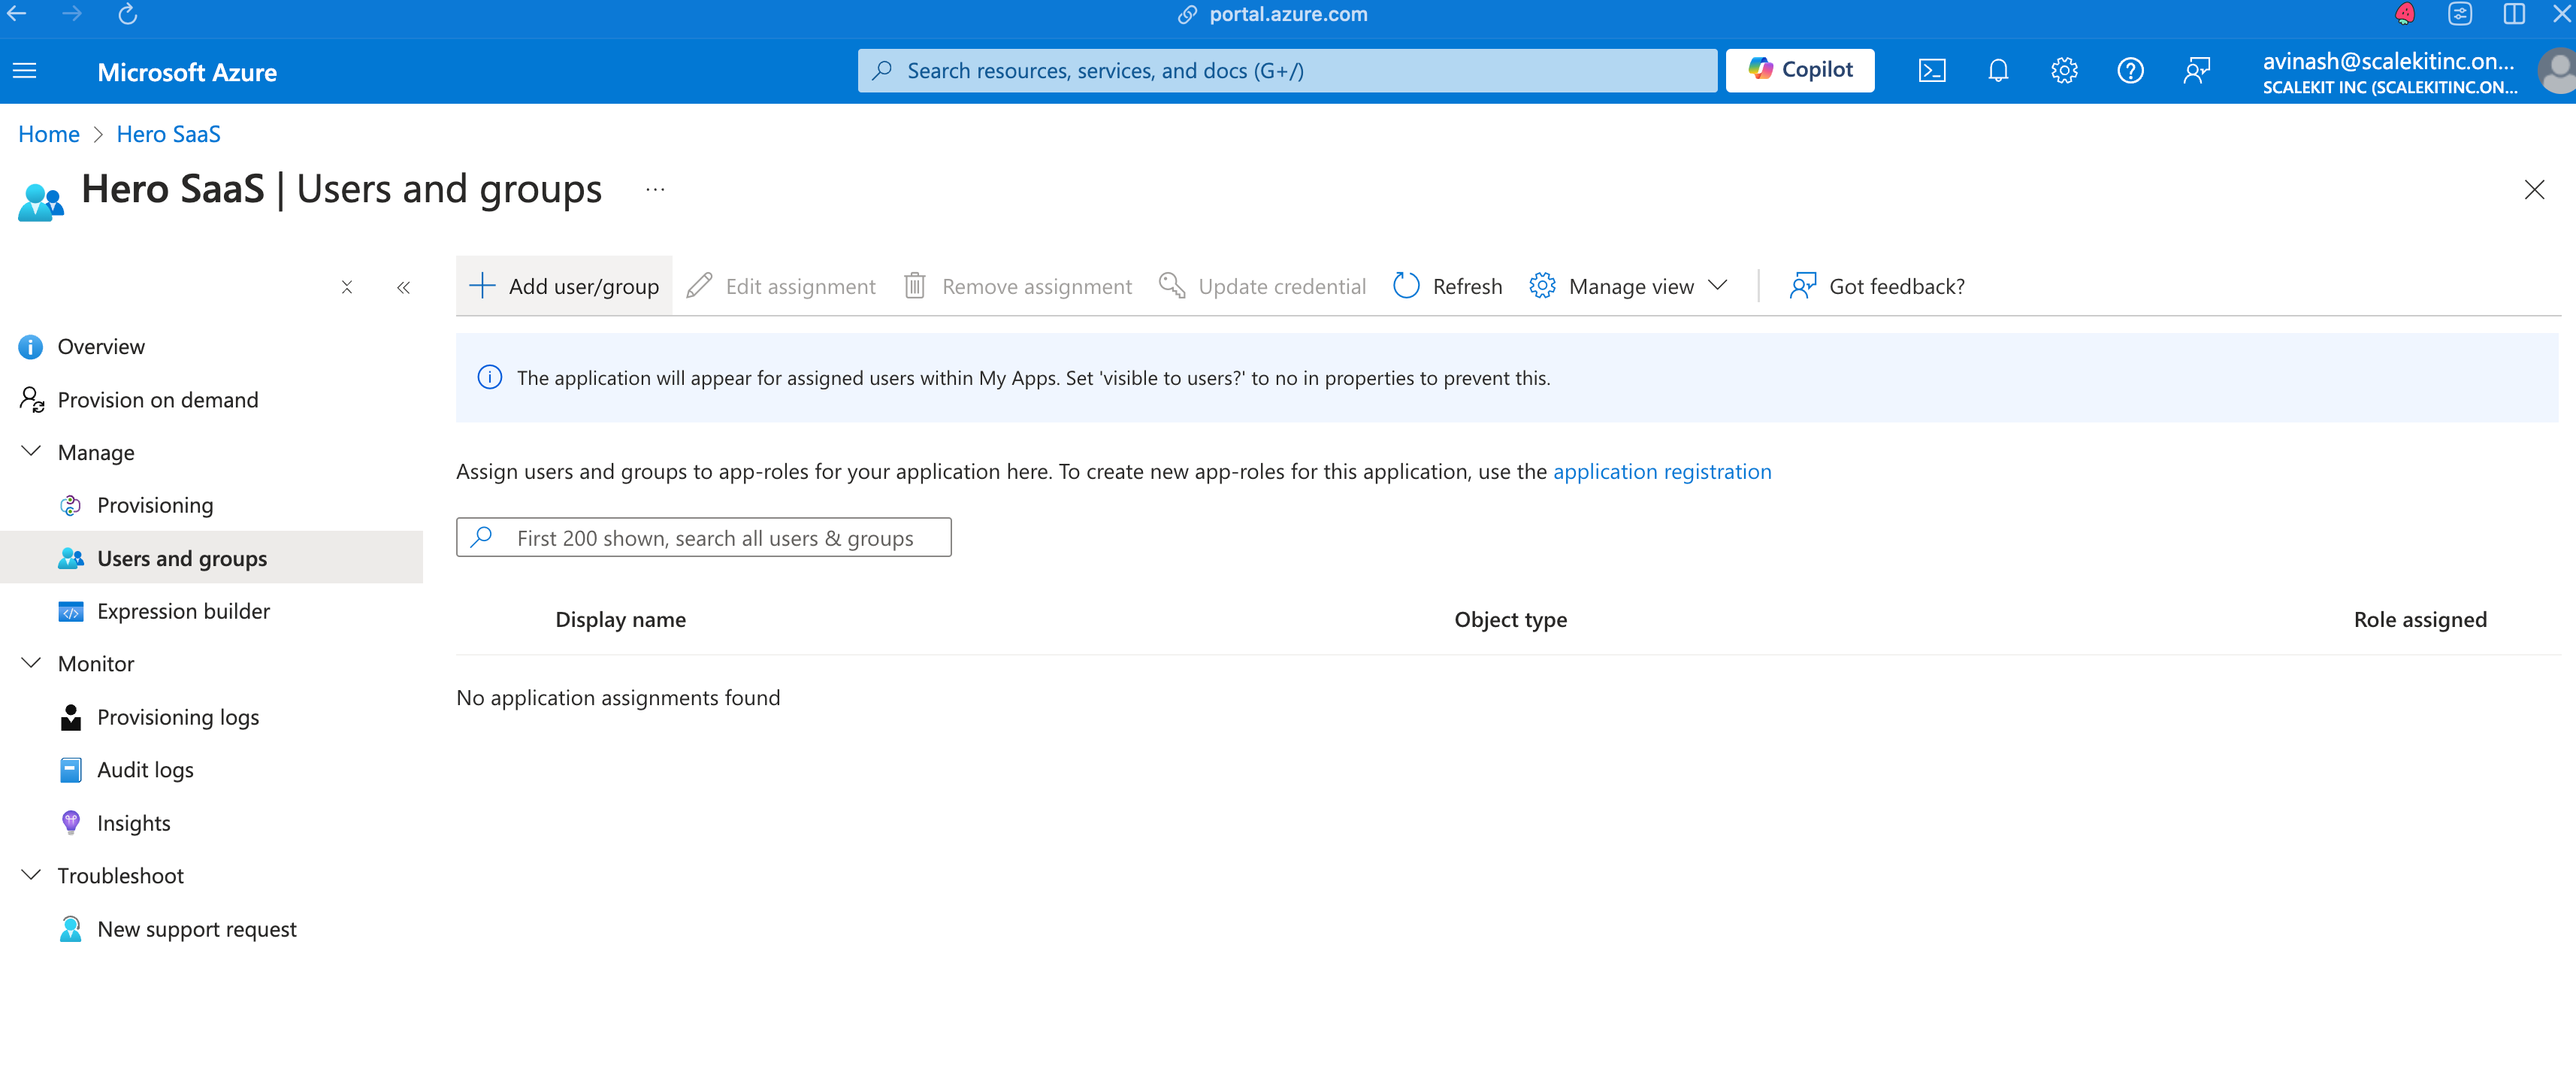 portal.azure.com
Microsoft Azure
Search resources, services, and docs (G+/)
Copilot
avinash@scalekitinc.on...
SCALEKIT INC (SCALEKITINC.ON...
Home > Hero SaaS
Hero SaaS | Users and groups ...
Add user/group
Edit assignment
Remove assignment
Update credential
Refresh
Manage view
Got feedback?
Overview
Provision on demand
Manage
Provisioning
Users and groups
Expression builder
Monitor
Provisioning logs
Audit logs
Insights
Troubleshoot
New support request
The application will appear for assigned users within My Apps. Set 'visible to users?' to no in properties to prevent this.
Assign users and groups to app-roles for your application here. To create new app-roles for this application, use the application registration
First 200 shown, search all users & groups
Display name
Object type
Role assigned
No application assignments found